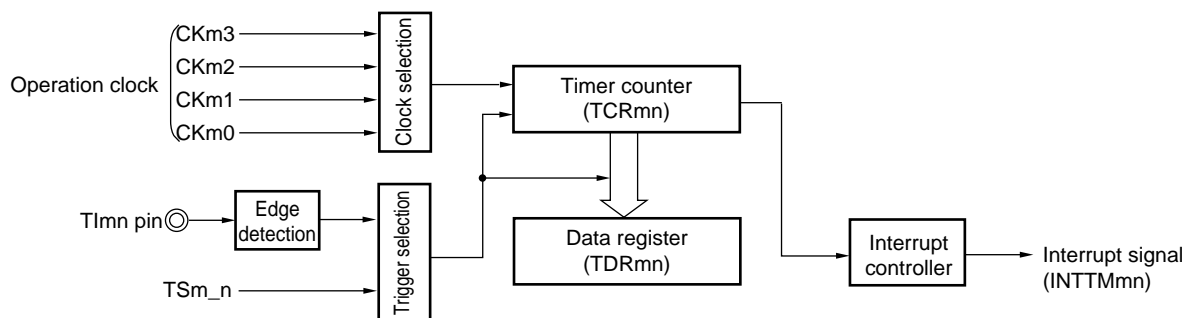 Operation clock
CKm3
CKm2
CKm1
CKm0
Clock selection
Timer counter
(TCRmn)
TImn pin
Edge
detection
TSm_n
Trigger selection
Data register
(TDRmn)
Interrupt
controller
Interrupt signal
(INTTMmn)